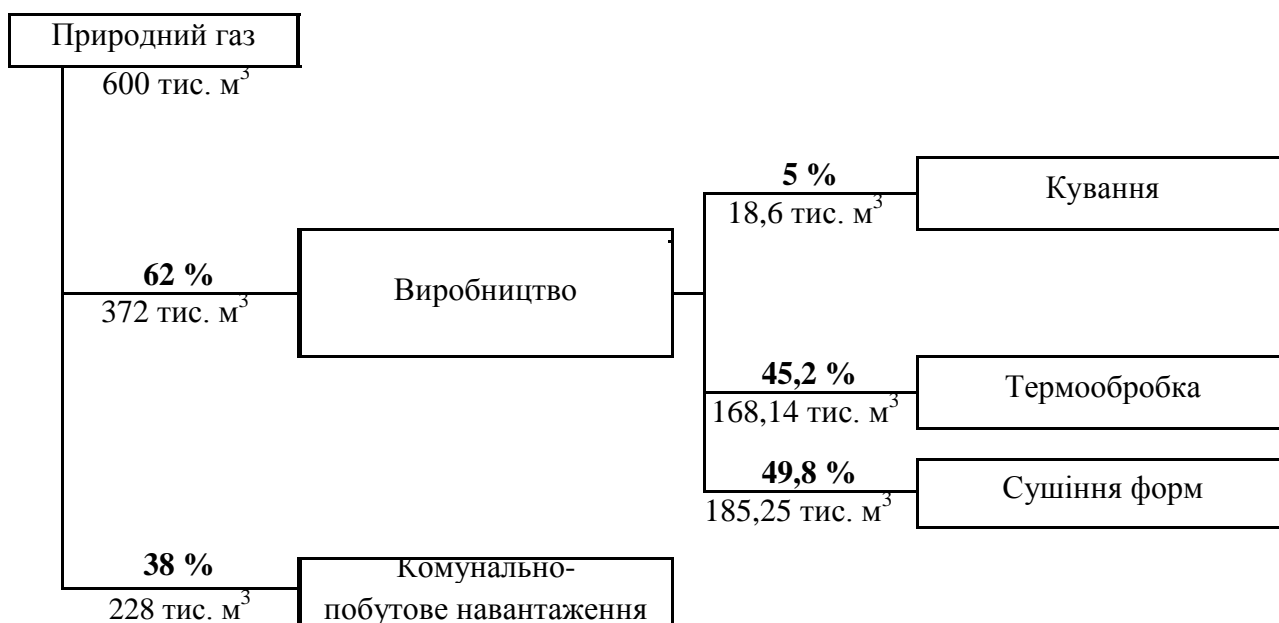 Природний газ
600 тис. м³
5 %
18,6 тис. м³
Кування
62 %
372 тис. м³
Виробництво
45,2 %
168,14 тис. м³
Термообробка
49,8 %
185,25 тис. м³
Сушіння форм
38 %
228 тис. м³
Комунально-
побутове навантаження